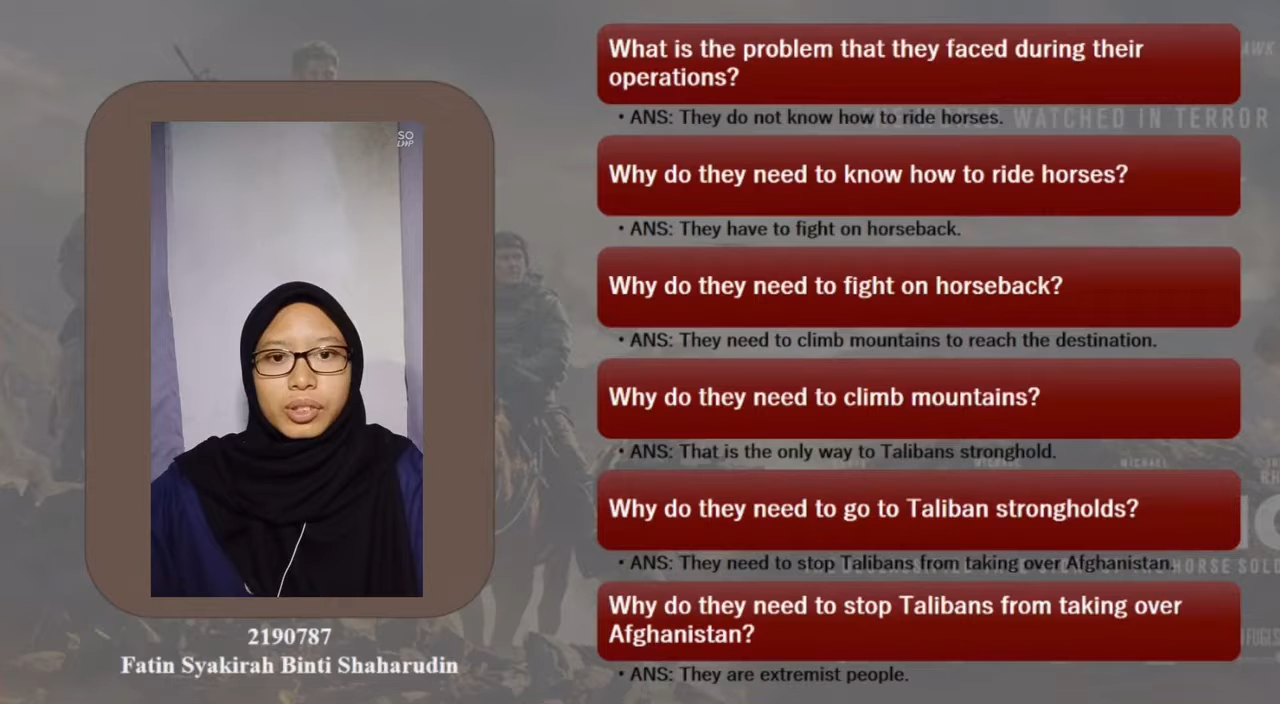 What is the problem that they faced during their
operations?
• ANS: They do not know how to ride horses.
WORLD WATCHED IN TERROR
Why do they need to know how to ride horses?
• ANS: They have to fight on horseback.
Why do they need to fight on horseback?
• ANS: They need to climb mountains to reach the destination.
Why do they need to climb mountains?
• ANS: That is the only way to Talibans stronghold.
MICHAEL
Why do they need to go to Taliban strongholds?
• ANS: They need to stop Talibans from taking over Afghanistan.
HORSE
Why do they need to stop Talibans from taking over
Afghanistan?
• ANS: They are extremist people.
SO
2190787
Fatin Syakirah Binti Shaharudin